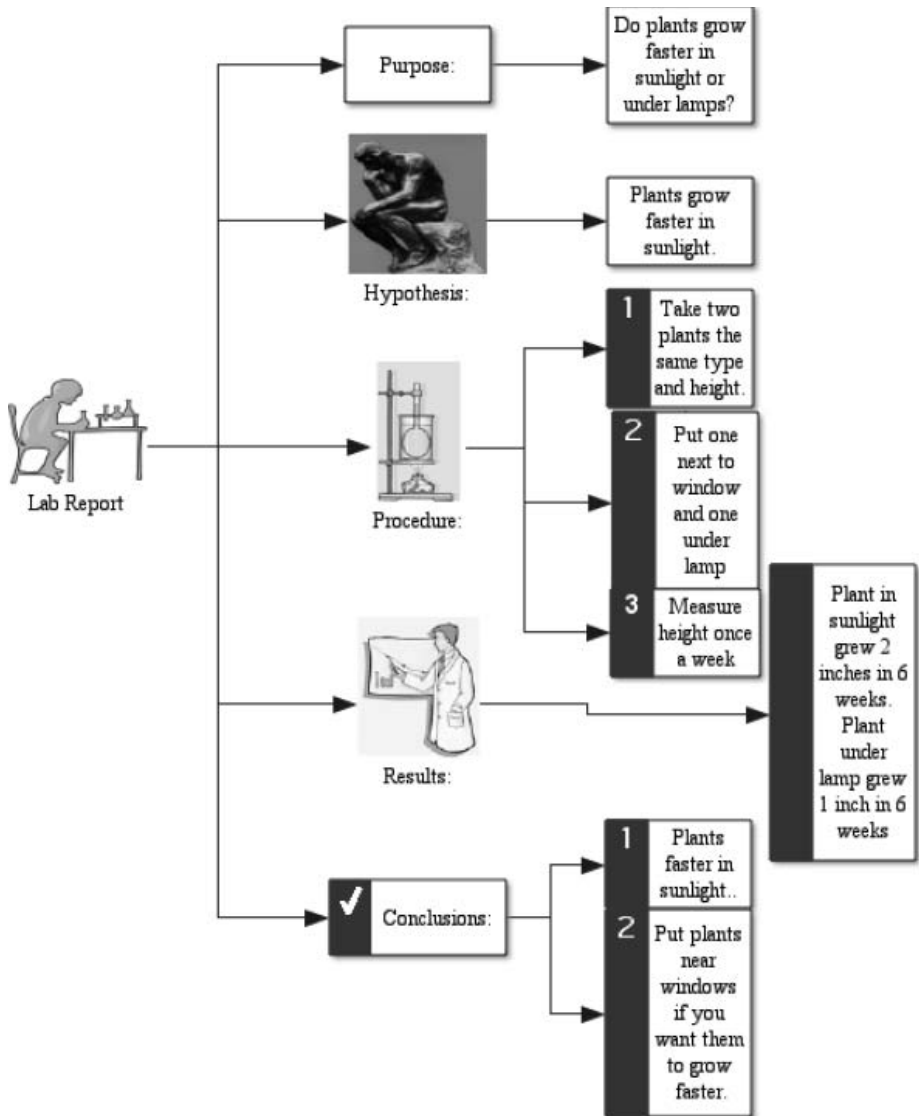 Purpose:
Do plants grow
faster in
sunlight or
under lamps?
Hypothesis:
Plants grow
faster in
sunlight.
Lab Report
Procedure:
1
Take two
plants the
same type
and height.
2
Put one
next to
window
and one
under
lamp
3
Measure
height once
a week
Results:
Plant in
sunlight
grew 2
inches in 6
weeks.
Plant
under
lamp grew
1 inch in 6
weeks
Conclusions:
1
Plants
faster in
sunlight..
2
Put plants
near
windows
if you
want them
to grow
faster.